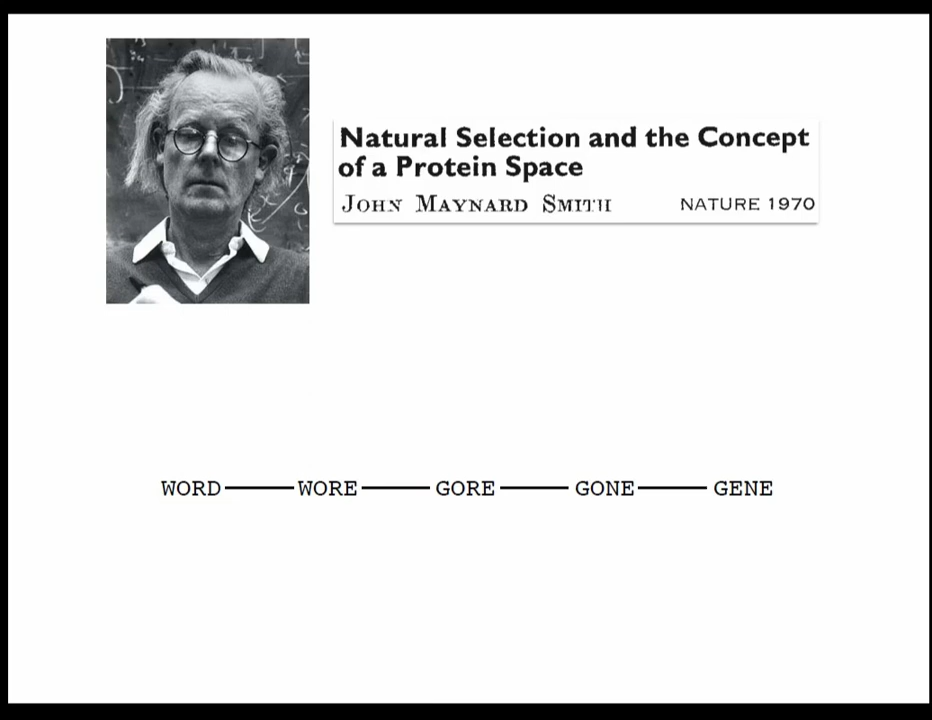 Natural Selection and the Concept
of a Protein Space
JOHN MAYNARD SMITH NATURE 1970
WORD WORE GORE GONE GENE